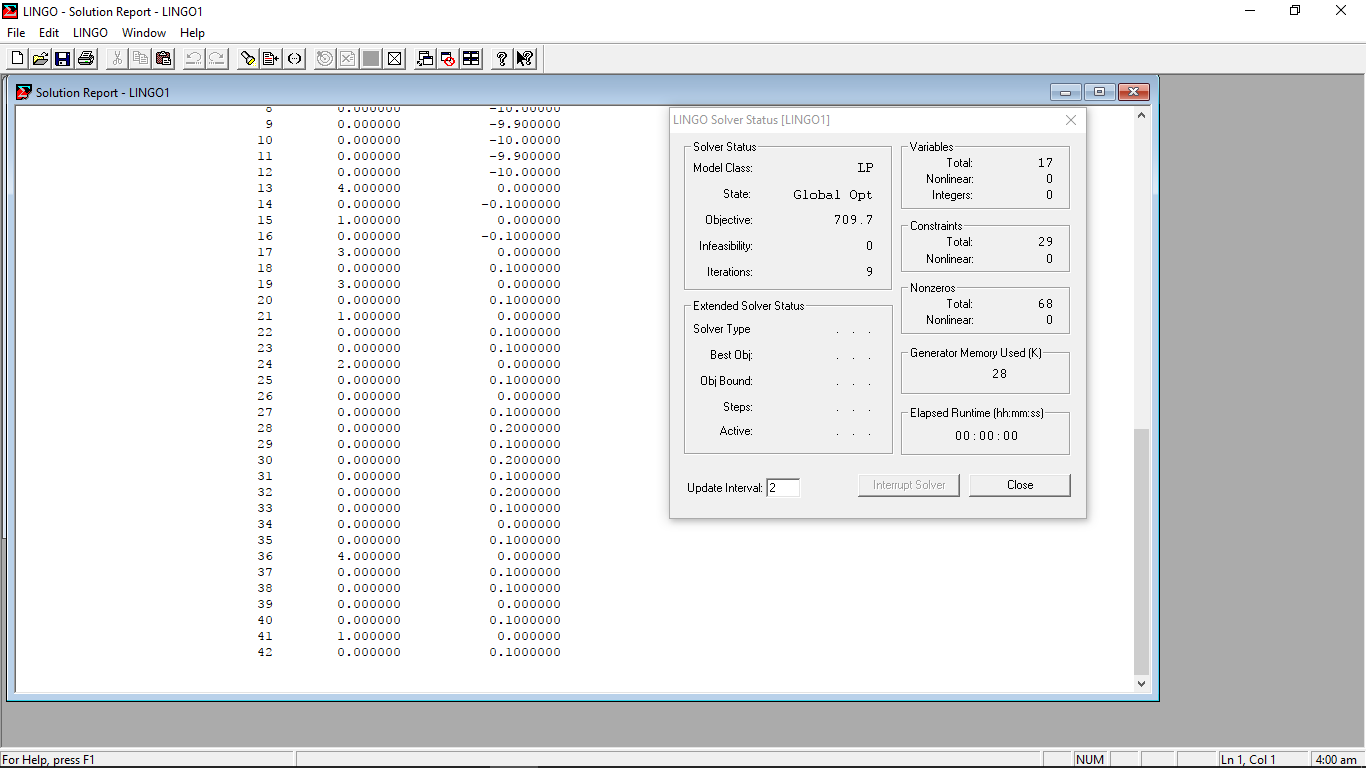 LINGO - Solution Report - LINGO1
File Edit LINGO Window Help
Solution Report - LINGO1
8 0.000000 -10.00000
9 0.000000 -9.900000
10 0.000000 -10.00000
11 0.000000 -9.900000
12 0.000000 -10.00000
13 4.000000 0.000000
14 0.000000 -0.1000000
15 1.000000 0.000000
16 0.000000 -0.1000000
17 3.000000 0.000000
18 0.000000 0.1000000
19 3.000000 0.000000
20 0.000000 0.1000000
21 1.000000 0.000000
22 0.000000 0.1000000
23 0.000000 0.1000000
24 2.000000 0.000000
25 0.000000 0.1000000
26 0.000000 0.000000
27 0.000000 0.1000000
28 0.000000 0.2000000
29 0.000000 0.1000000
30 0.000000 0.2000000
31 0.000000 0.1000000
32 0.000000 0.2000000
33 0.000000 0.1000000
34 0.000000 0.000000
35 0.000000 0.1000000
36 4.000000 0.000000
37 0.000000 0.1000000
38 0.000000 0.1000000
39 0.000000 0.000000
40 0.000000 0.1000000
41 1.000000 0.000000
42 0.000000 0.1000000
LINGO Solver Status [LINGO1]
Solver Status
Model Class: LP
State: Global Opt
Objective: 709.7
Infeasibility: 0
Iterations: 9
Extended Solver Status
Solver Type . . .
Best Obj: . . .
Obj Bound: . . .
Steps: . . .
Active: . . .
Variables
Total: 17
Nonlinear: 0
Integers: 0
Constraints
Total: 29
Nonlinear: 0
Nonzeros
Total: 68
Nonlinear: 0
Generator Memory Used (K)
28
Elapsed Runtime (hh:mm:ss)
00:00:00
Update Interval: 2
Interrupt Solver
Close
For Help, press F1
NUM
Ln 1, Col 1
4:00 am